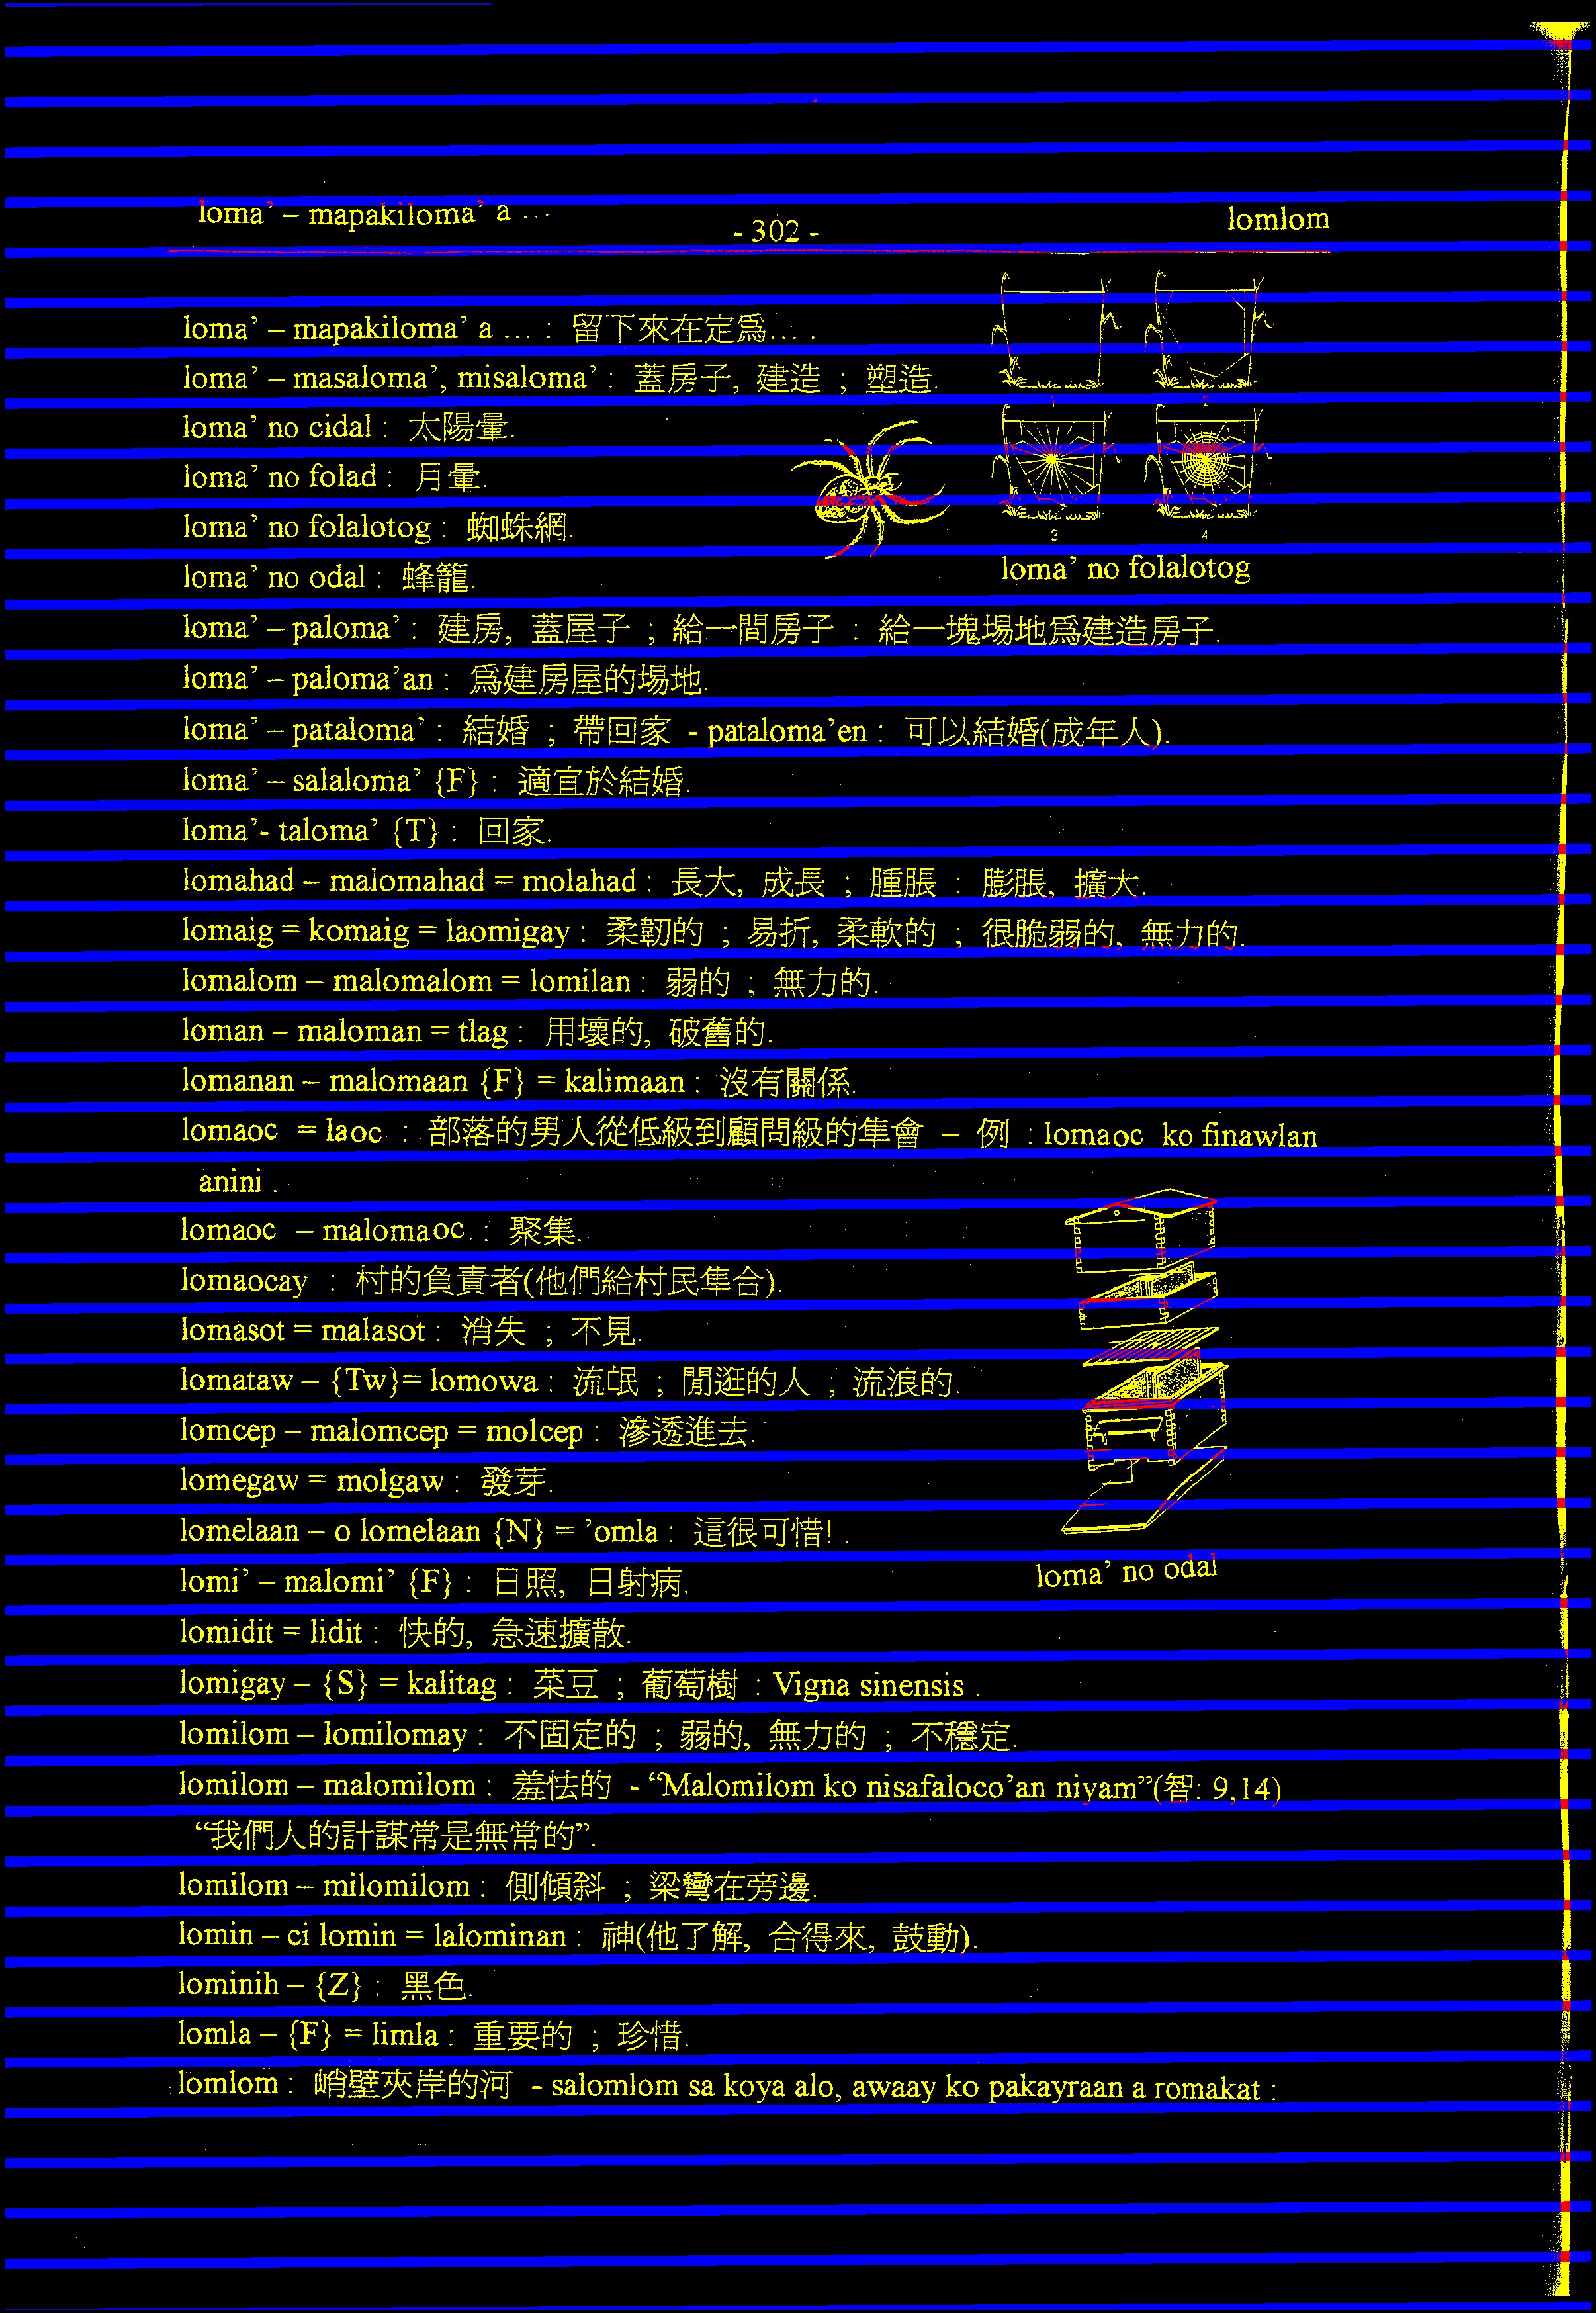 loma’ – mapakiloma’ a ...
- 302 -
lomlom
loma’ – mapakiloma’ a ... : 留下來在定爲... .
loma’ – masaloma’, misaloma’ : 蓋房子, 建造 ; 塑造.
loma’ no cidal : 太陽暈.
loma’ no folad : 月暈.
loma’ no folalotog : 蜘蛛網.
loma’ no odal : 蜂籠.
1
2
3
4
loma’ no folalotog
loma’ – paloma’ : 建房, 蓋屋子 ; 給一間房子 : 給一塊場地爲建造房子.
loma’ – paloma’an : 爲建房屋的場地.
loma’ – pataloma’ : 結婚 ; 帶回家 - pataloma’en : 可以結婚(成年人).
loma’ – salaloma’ {F} : 適宜於結婚.
loma’- taloma’ {T} : 回家.
lomahad – malomahad = molahad : 長大, 成長 ; 腫脹 : 膨脹, 擴大.
lomaig = komaig = laomigay : 柔韌的 ; 易折, 柔軟的 ; 很脆弱的, 無力的.
lomalom – malomalom = lomilan : 弱的 ; 無力的.
loman – maloman = tlag : 用壞的, 破舊的.
lomanan – malomaan {F} = kalimaan : 沒有關係.
lomaoc = laoc : 部落的男人從低級到顧問級的隼會 – 例 : lomaoc ko finawlan
anini .
lomaoc – malomaoc : 聚集.
lomaocay : 村的負責者(他們給村民隼合).
lomasot = malasot : 消失 ; 不見.
lomataw – {Tw}= lomowa : 流氓 ; 閒逛的人 ; 流浪的.
lomcep – malomcep = molcep : 滲透進去.
lomegaw = molgaw : 發芽.
lomelaan – o lomelaan {N} = ’omla : 這很可惜! .
lomi’ – malomi’ {F} : 日照, 日射病.
loma’ no odal
lomidit = lidit : 快的, 急速擴散.
lomigay – {S} = kalitag : 菜豆 ; 葡萄樹 : Vigna sinensis .
lomilom – lomilomay : 不固定的 ; 弱的, 無力的 ; 不穩定.
lomilom – malomilom : 羞怯的 - “Malomilom ko nisafaloco’an niyam”(智: 9,14)
“我們人的計謀常是無常的”.
lomilom – milomilom : 側傾斜 ; 梁彎在旁邊.
lomin – ci lomin = lalominan : 神(他了解, 合得來, 鼓動).
lominih – {Z} : 黑色.
lomla – {F} = limla : 重要的 ; 珍惜.
lomlom : 峭壁夾岸的河 - salomlom sa koya alo, awaay ko pakayraan a romakat :